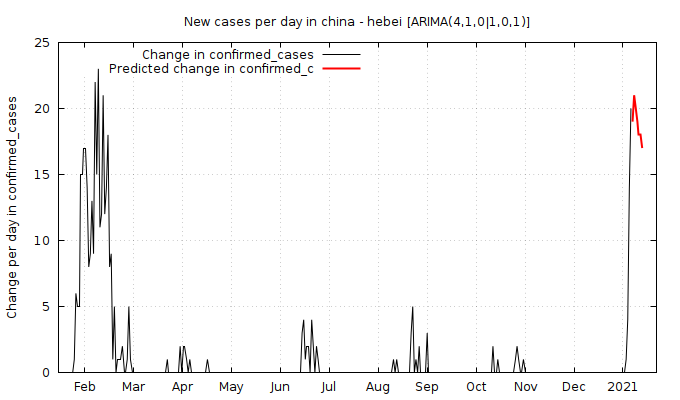 New cases per day in china - hebei [ARIMA(4,1,0|1,0,1)]
Change in confirmed_cases
Predicted change in confirmed_c
Change per day in confirmed_cases
25
20
15
10
5
0
Feb Mar Apr May Jun Jul Aug Sep Oct Nov Dec 2021